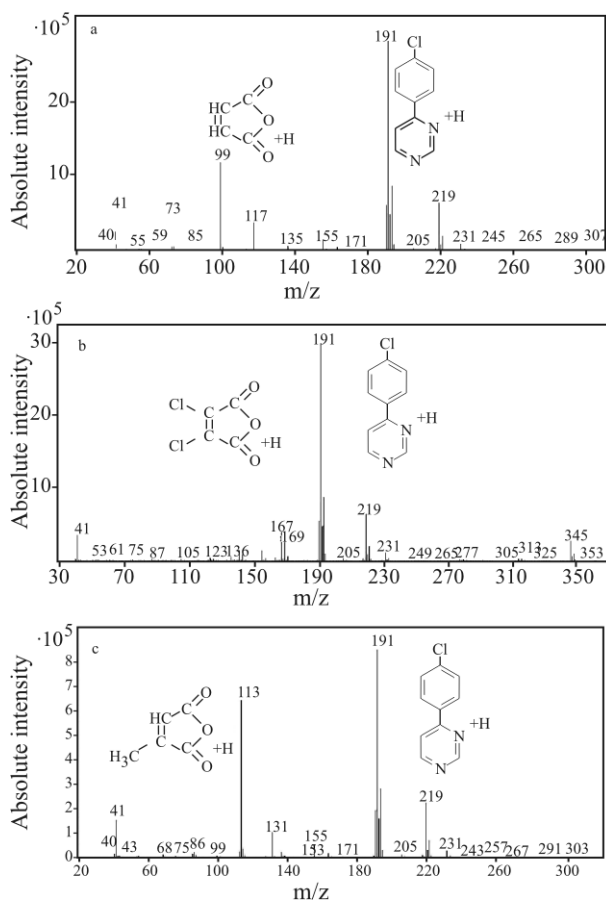 ·10⁵
a
Absolute intensity
20
10
HC
HC
C
C
O
O
O
+H
Cl
N
N
+H
41
40
55
59
73
85
99
117
135
155
171
191
205
219
231
245
265
289
307
20 60 100 140 180 220 260 300
m/z
·10⁵
b
Absolute intensity
30
20
10
Cl
Cl
C
C
C
C
O
O
O
+H
Cl
N
N
+H
41
53
61
75
87
105
123
136
167
169
191
205
219
231
249
265
277
305
313
325
345
353
30 70 110 150 190 230 270 310 350
m/z
·10⁵
c
Absolute intensity
8
7
6
5
4
3
2
1
0
HC
H₃C
C
C
C
O
O
O
+H
Cl
N
N
+H
41
40
43
68
75
86
99
113
131
155
153
171
191
205
219
231
243
257
267
291
303
20 60 100 140 180 220 260 300
m/z